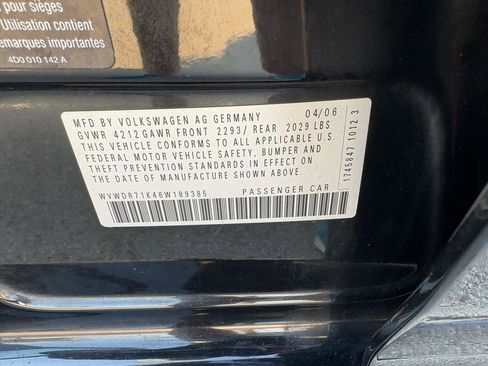 pour sièges
Utilisation contient
remarques importantes
4D0 010 142 A
MFD BY VOLKSWAGEN AG GERMANY 04/06
GVWR 4212 GAWR FRONT 2293/ REAR 2029 LBS
THIS VEHICLE CONFORMS TO ALL APPLICABLE U.S.
FEDERAL MOTOR VEHICLE SAFETY, BUMPER AND
THEFT PREVENTION STANDARDS IN EFFECT ON
THE DATE OF MANUFACTURE SHOWN ABOVE.
WVWDR71K46W189385 PASSENGER CAR
1745847 1012 3